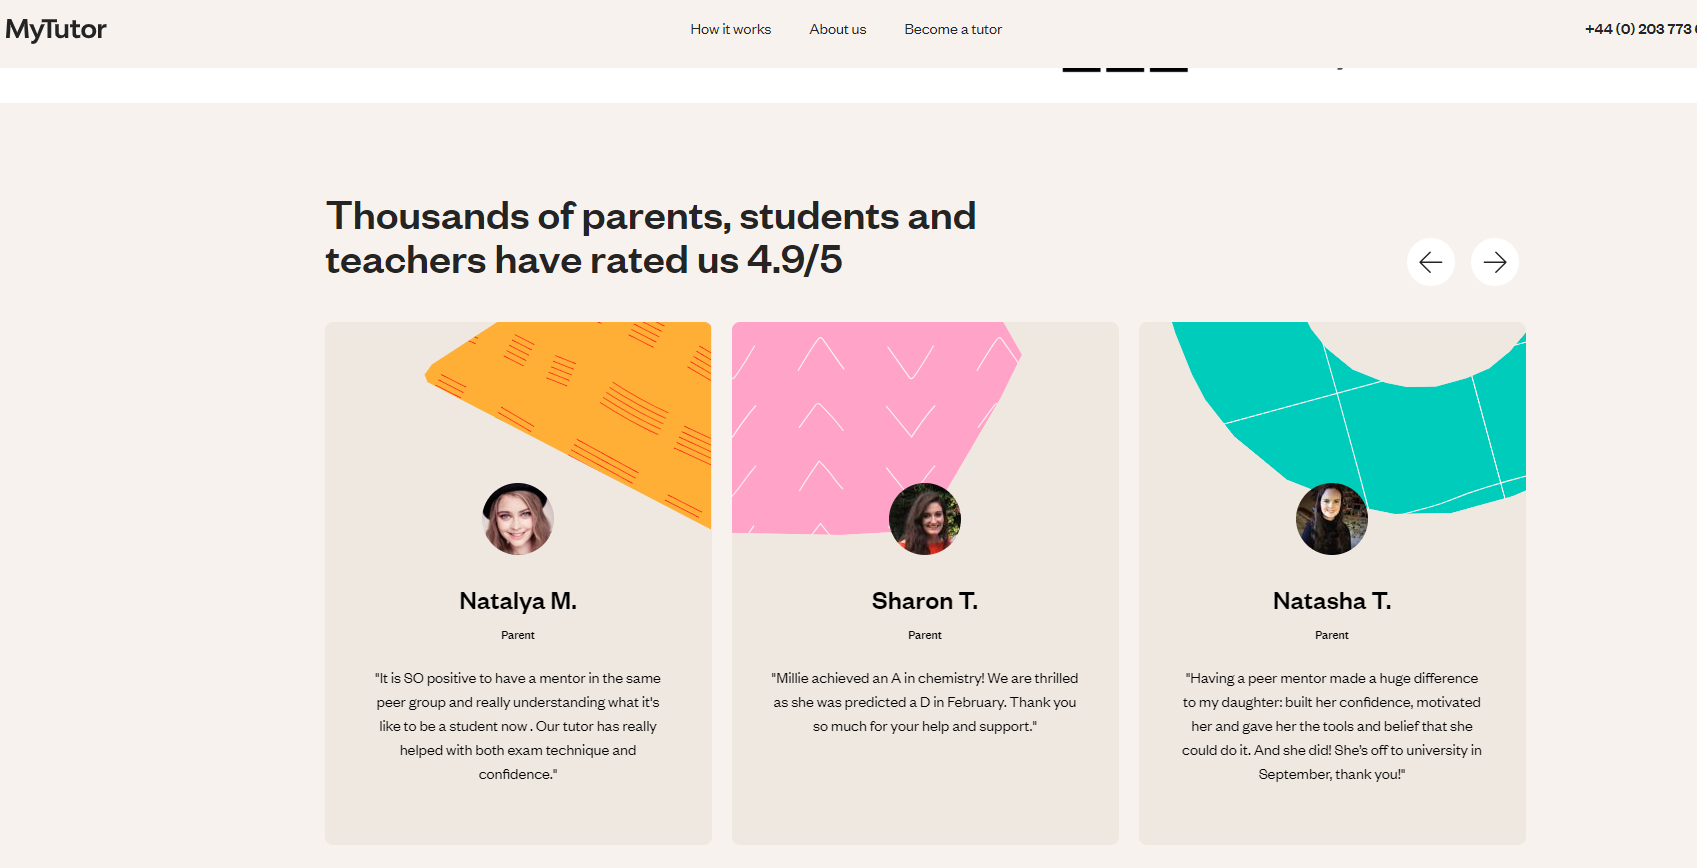 MyTutor
How it works
About us
Become a tutor
+44 (0) 203 773
Thousands of parents, students and
teachers have rated us 4.9/5
Natalya M.
Parent
"It is SO positive to have a mentor in the same
peer group and really understanding what it's
like to be a student now . Our tutor has really
helped with both exam technique and
confidence."
Sharon T.
Parent
"Millie achieved an A in chemistry! We are thrilled
as she was predicted a D in February. Thank you
so much for your help and support."
Natasha T.
Parent
"Having a peer mentor made a huge difference
to my daughter: built her confidence, motivated
her and gave her the tools and belief that she
could do it. And she did! She's off to university in
September, thank you!"